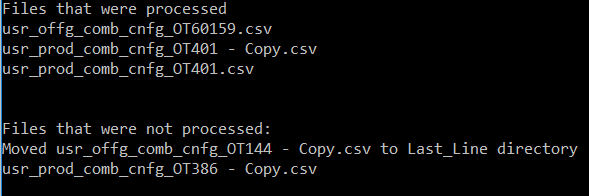 Files that were processed
usr_offg_comb_cnfg_OT60159.csv
usr_prod_comb_cnfg_OT401 - Copy.csv
usr_prod_comb_cnfg_OT401.csv
Files that were not processed:
Moved usr_offg_comb_cnfg_OT144 - Copy.csv to Last_Line directory
usr_prod_comb_cnfg_OT386 - Copy.csv